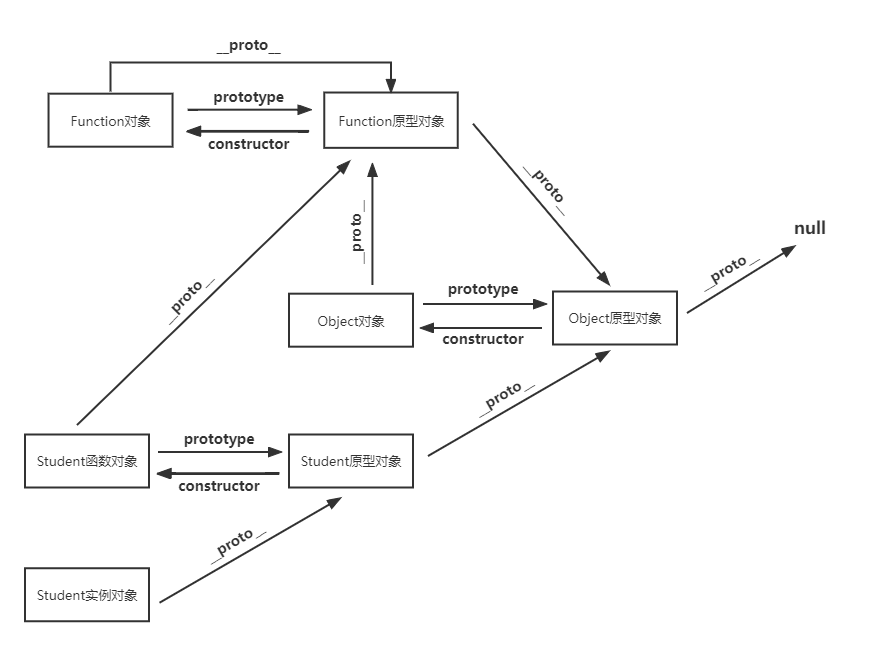 __proto__
Function对象
prototype
constructor
Function原型对象
__proto__
null
__proto__
__proto__
__proto__
Object对象
prototype
constructor
Object原型对象
__proto__
Student函数对象
prototype
constructor
Student原型对象
__proto__
Student实例对象